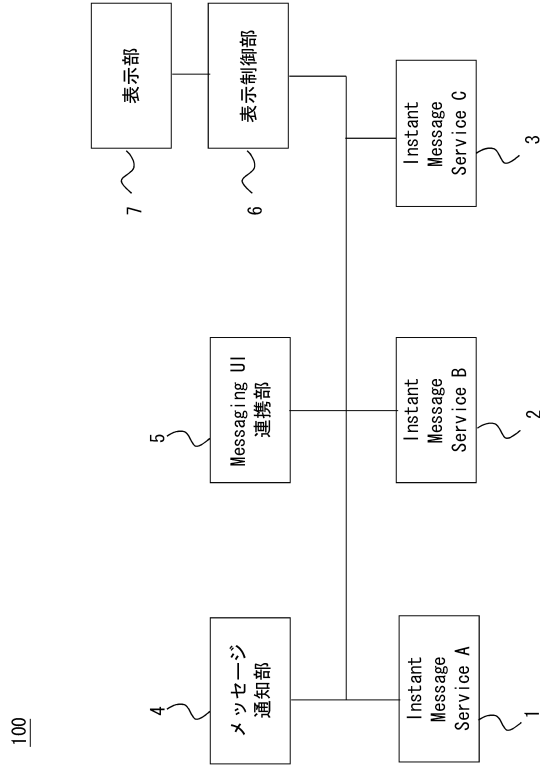 100
表示部
7
表示制御部
6
メッセージ
通知部
4
Messaging UI
連携部
5
Instant
Message
Service A
1
Instant
Message
Service B
2
Instant
Message
Service C
3